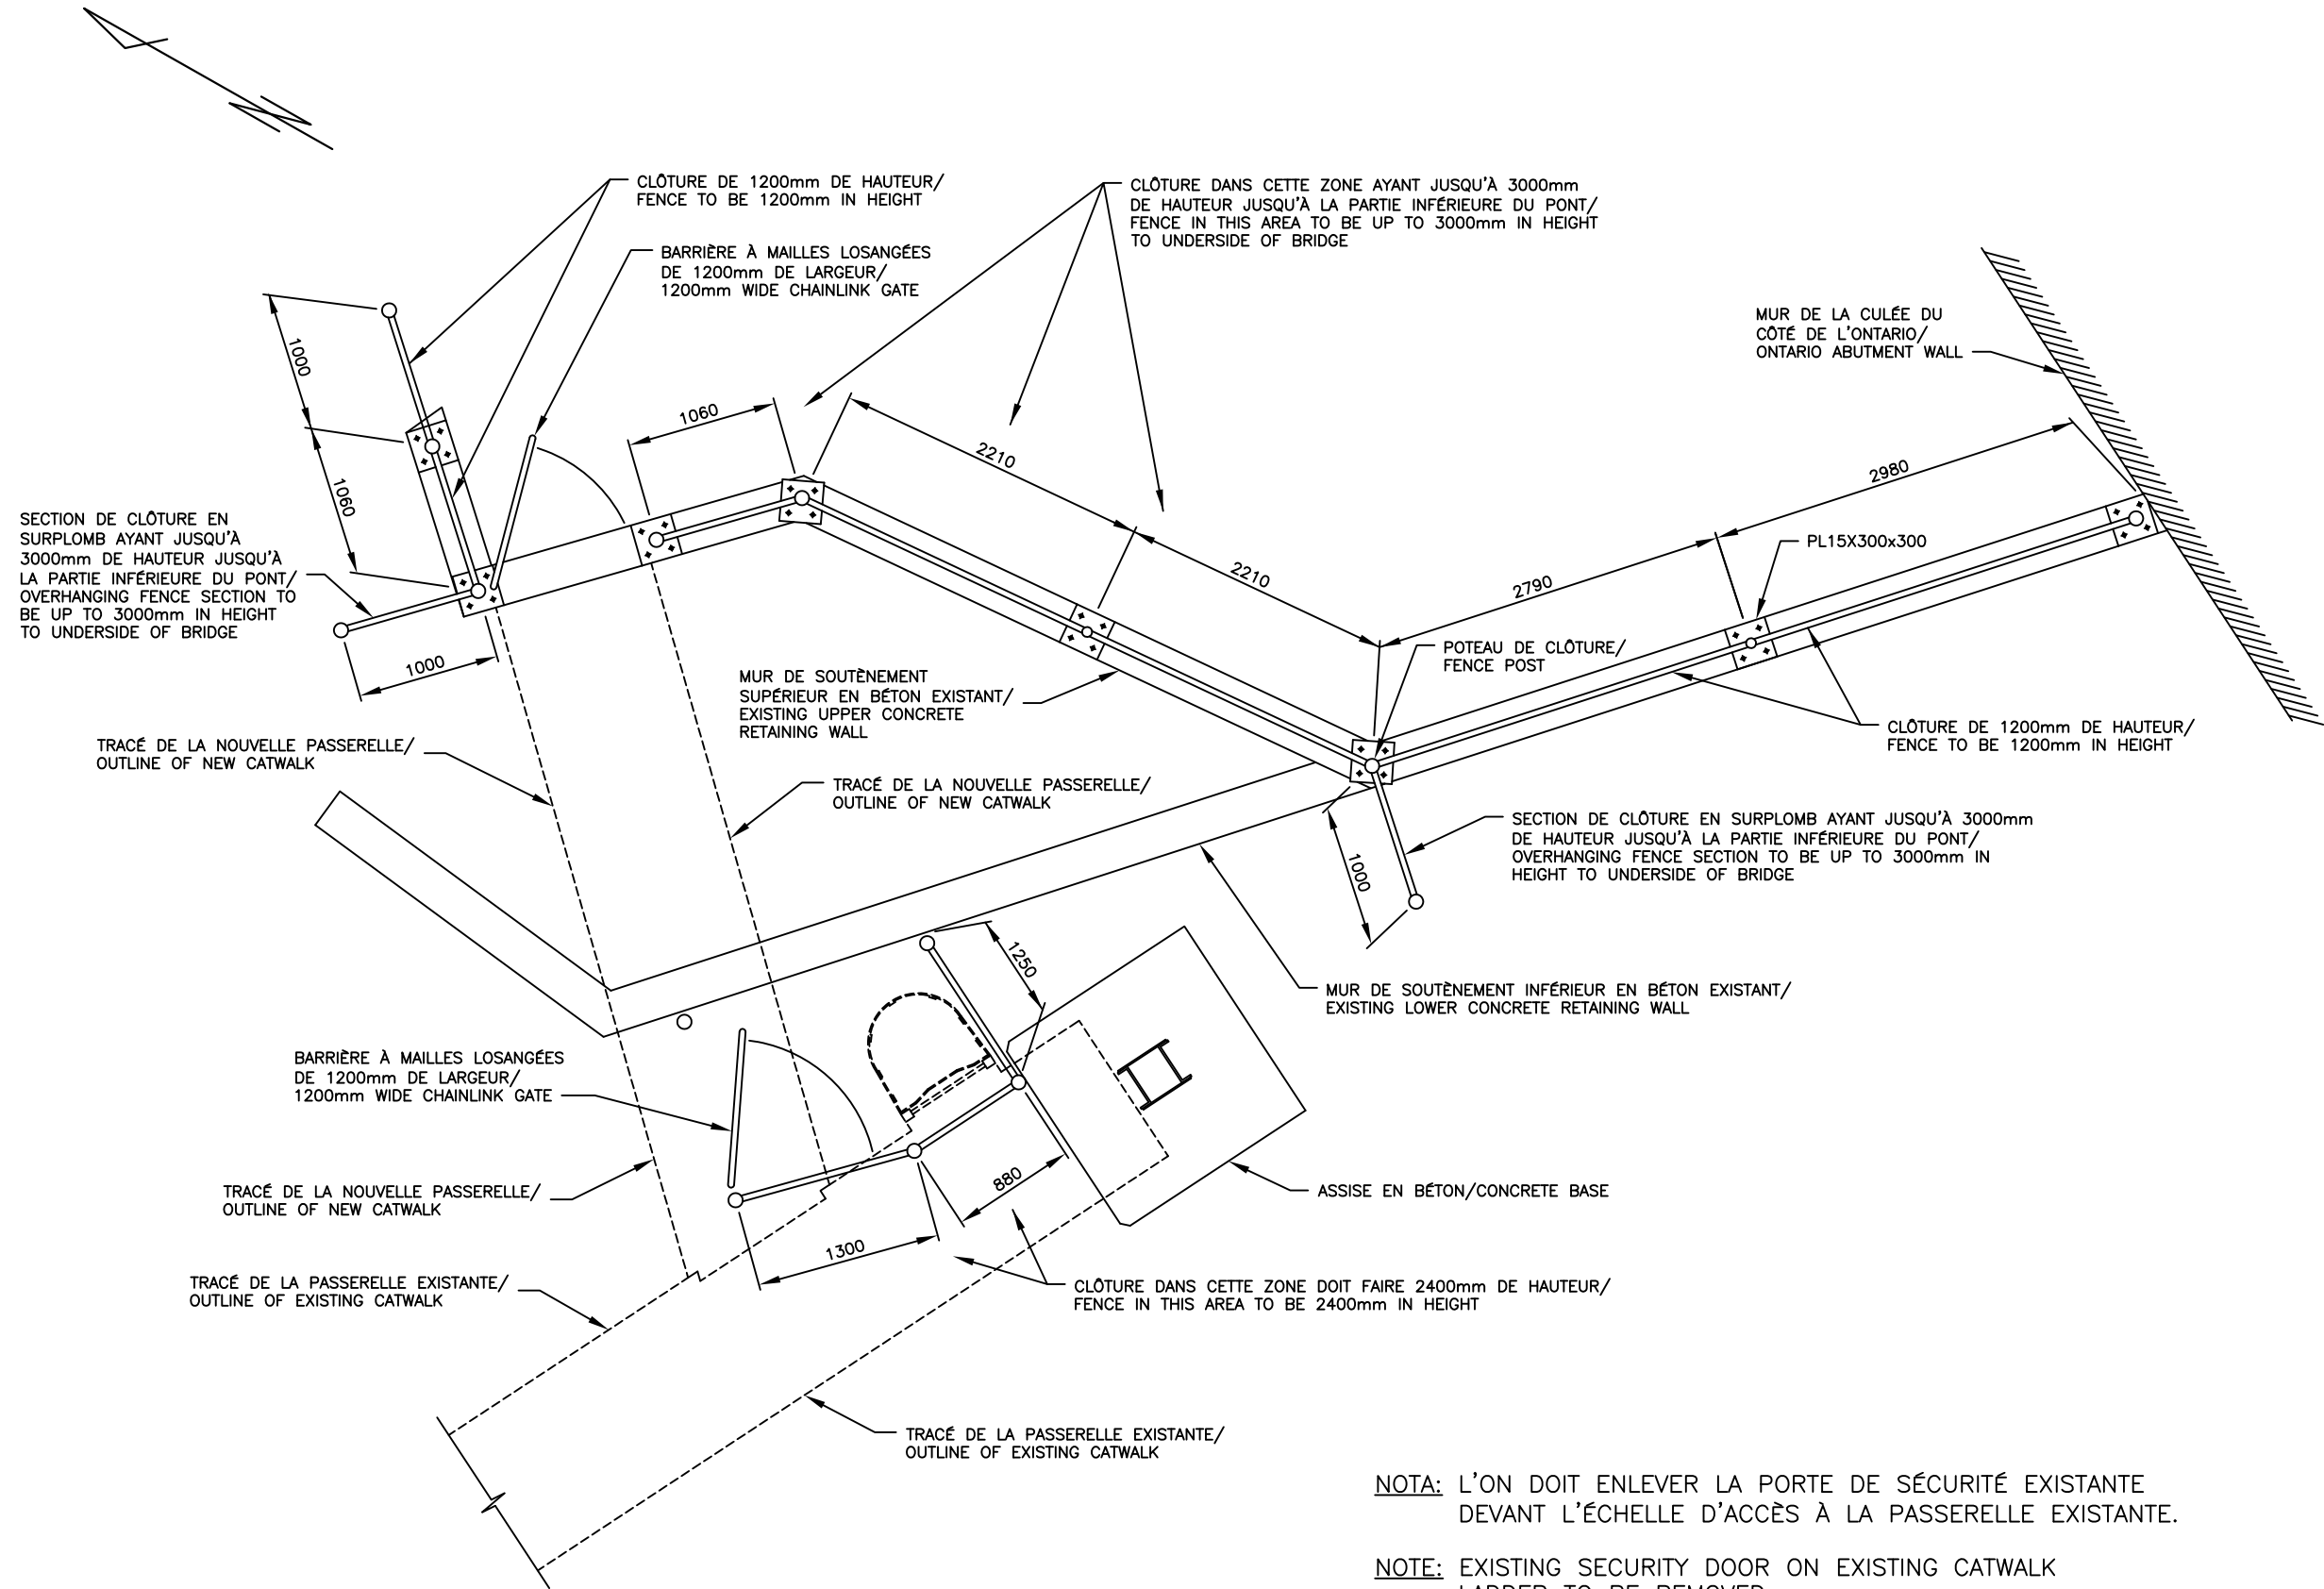 CLÔTURE DE 1200mm DE HAUTEUR/
FENCE TO BE 1200mm IN HEIGHT
CLÔTURE DANS CETTE ZONE AYANT JUSQU'À 3000mm
DE HAUTEUR JUSQU'À LA PARTIE INFÉRIEURE DU PONT/
FENCE IN THIS AREA TO BE UP TO 3000mm IN HEIGHT
TO UNDERSIDE OF BRIDGE
BARRIÈRE À MAILLES LOSANGÉES
DE 1200mm DE LARGEUR/
1200mm WIDE CHAINLINK GATE
MUR DE LA CULÉE DU
CÔTÉ DE L'ONTARIO/
ONTARIO ABUTMENT WALL
1000
1060
1060
2210
2210
2790
2980
PL15X300x300
SECTION DE CLÔTURE EN
SURPLOMB AYANT JUSQU'À
3000mm DE HAUTEUR JUSQU'À
LA PARTIE INFÉRIEURE DU PONT/
OVERHANGING FENCE SECTION TO
BE UP TO 3000mm IN HEIGHT
TO UNDERSIDE OF BRIDGE
1000
POTEAU DE CLÔTURE/
FENCE POST
MUR DE SOUTÈNEMENT
SUPÉRIEUR EN BÉTON EXISTANT/
EXISTING UPPER CONCRETE
RETAINING WALL
CLÔTURE DE 1200mm DE HAUTEUR/
FENCE TO BE 1200mm IN HEIGHT
TRACÉ DE LA NOUVELLE PASSERELLE/
OUTLINE OF NEW CATWALK
TRACÉ DE LA NOUVELLE PASSERELLE/
OUTLINE OF NEW CATWALK
SECTION DE CLÔTURE EN SURPLOMB AYANT JUSQU'À 3000mm
DE HAUTEUR JUSQU'À LA PARTIE INFÉRIEURE DU PONT/
OVERHANGING FENCE SECTION TO BE UP TO 3000mm IN
HEIGHT TO UNDERSIDE OF BRIDGE
1000
1250
MUR DE SOUTÈNEMENT INFÉRIEUR EN BÉTON EXISTANT/
EXISTING LOWER CONCRETE RETAINING WALL
BARRIÈRE À MAILLES LOSANGÉES
DE 1200mm DE LARGEUR/
1200mm WIDE CHAINLINK GATE
880
ASSISE EN BÉTON/CONCRETE BASE
TRACÉ DE LA NOUVELLE PASSERELLE/
OUTLINE OF NEW CATWALK
1300
TRACÉ DE LA PASSERELLE EXISTANTE/
OUTLINE OF EXISTING CATWALK
CLÔTURE DANS CETTE ZONE DOIT FAIRE 2400mm DE HAUTEUR/
FENCE IN THIS AREA TO BE 2400mm IN HEIGHT
TRACÉ DE LA PASSERELLE EXISTANTE/
OUTLINE OF EXISTING CATWALK
NOTA: L'ON DOIT ENLEVER LA PORTE DE SÉCURITÉ EXISTANTE
DEVANT L'ÉCHELLE D'ACCÈS À LA PASSERELLE EXISTANTE.
NOTE: EXISTING SECURITY DOOR ON EXISTING CATWALK
LADDER TO BE REMOVED